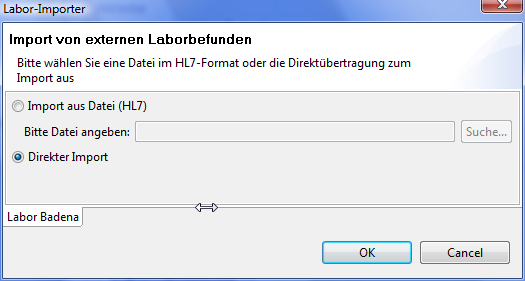 Labor-Importer
Import von externen Laborbefunden
Bitte wählen Sie eine Datei im HL7-Format oder die Direktübertragung zum
Import aus
Import aus Datei (HL7)
Bitte Datei angeben:
Suche...
Direkter Import
Labor Badena
OK
Cancel